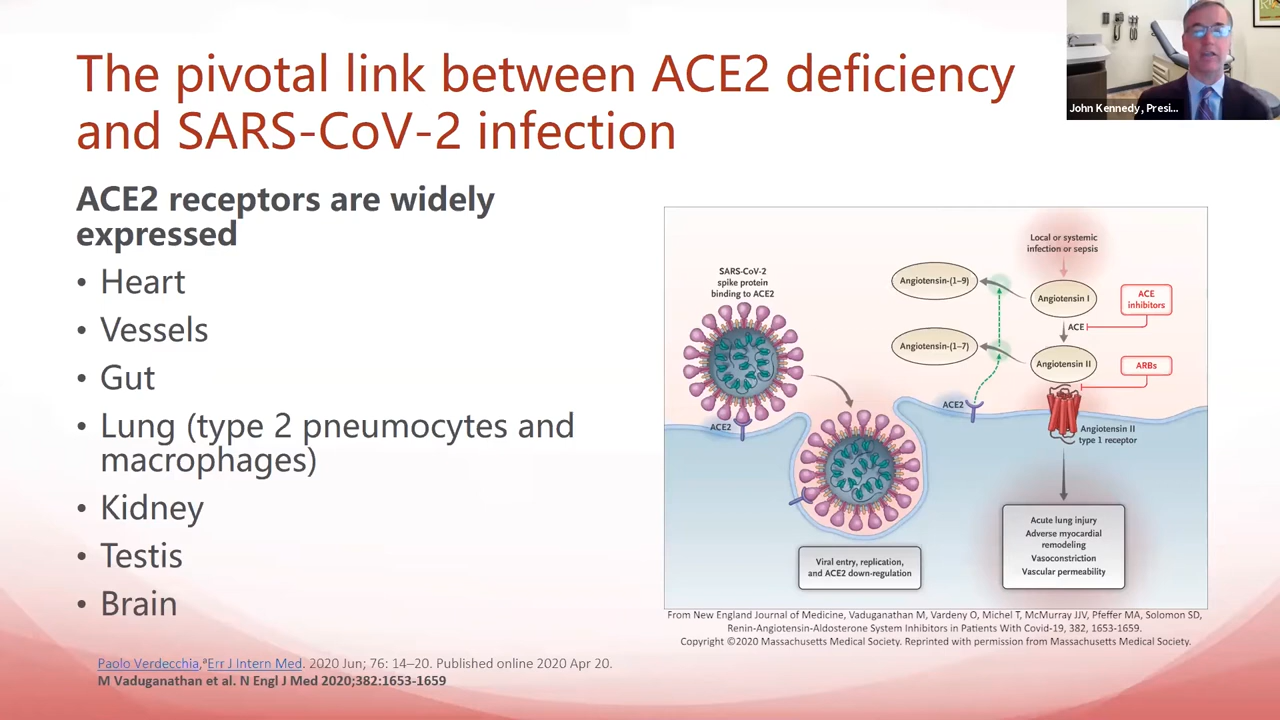 The pivotal link between ACE2 deficiency
and SARS-CoV-2 infection
John Kennedy, Presi...
ACE2 receptors are widely
expressed
• Heart
• Vessels
• Gut
• Lung (type 2 pneumocytes and
macrophages)
• Kidney
• Testis
• Brain
SARS-CoV-2
spike protein
binding to ACE2
ACE2
Viral entry, replication,
and ACE2 down-regulation
Local or systemic
infection or sepsis
Angiotensin-(1–9)
Angiotensin I
ACE
inhibitors
ACE
Angiotensin-(1–7)
Angiotensin II
ARBs
ACE2
Angiotensin II
type 1 receptor
Acute lung injury
Adverse myocardial
remodeling
Vasoconstriction
Vascular permeability
From New England Journal of Medicine, Vaduganathan M, Vardeny O, Michel T, McMurray JJV, Pfeffer MA, Solomon SD,
Renin-Angiotensin-Aldosterone System Inhibitors in Patients With Covid-19, 382, 1653-1659.
Copyright ©2020 Massachusetts Medical Society. Reprinted with permission from Massachusetts Medical Society.
Paolo Verdecchia,ªErr J Intern Med. 2020 Jun; 76: 14–20. Published online 2020 Apr 20.
M Vaduganathan et al. N Engl J Med 2020;382:1653-1659